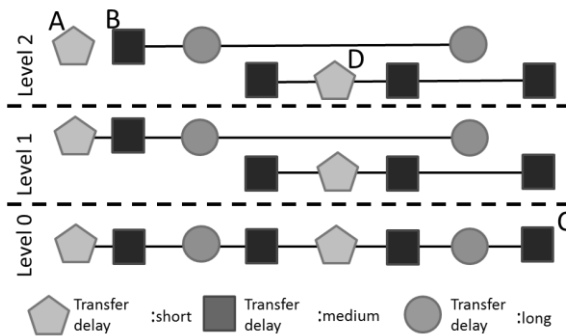 A
B
Level 2
D
Level 1
Level 0
C
Transfer delay :short
Transfer delay :medium
Transfer delay :long